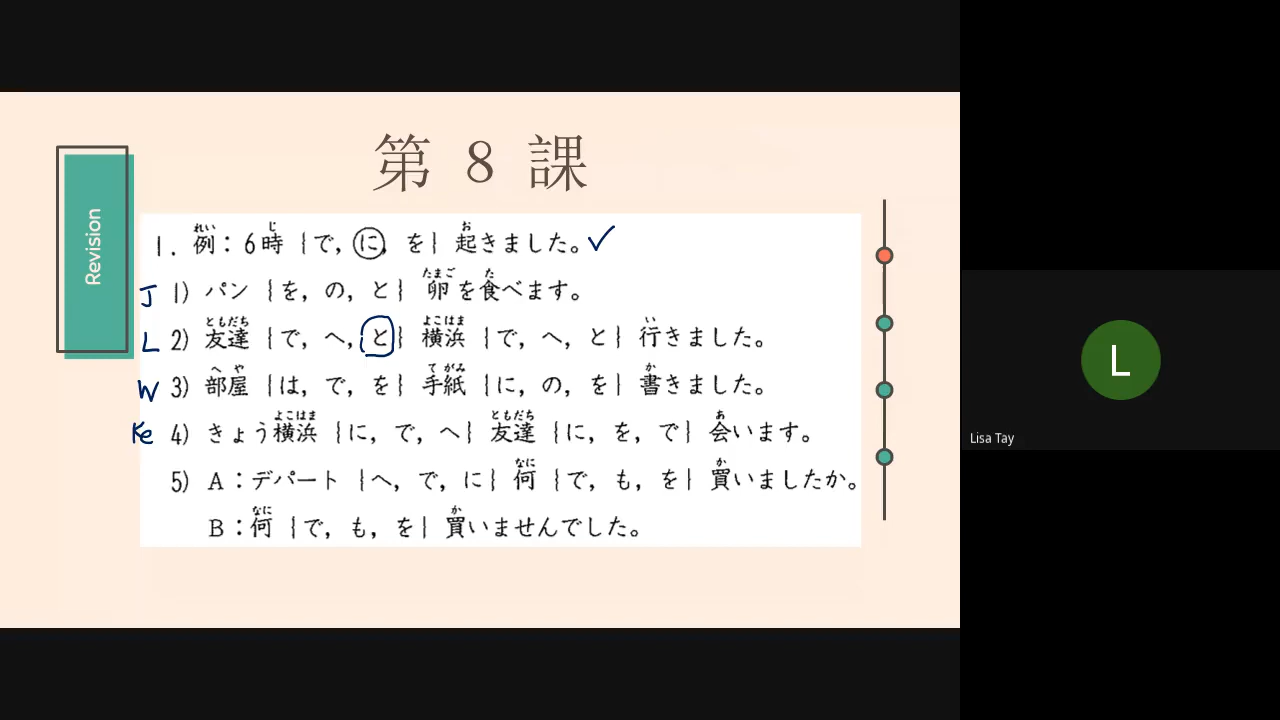 第 8 課
Revision
1. 例：6時 {で, に, を} 起きました。✓
J 1) パン {を, の, と} 卵を食べます。
L 2) 友達 {で, へ, と} 横浜 {で, へ, と} 行きました。
W 3) 部屋 {は, で, を} 手紙 {に, の, を} 書きました。
Ke 4) きょう横浜 {に, で, へ} 友達 {に, を, で} 会います。
5) A：デパート {へ, で, に} 何 {で, も, を} 買いましたか。
B：何 {で, も, を} 買いませんでした。
L
Lisa Tay